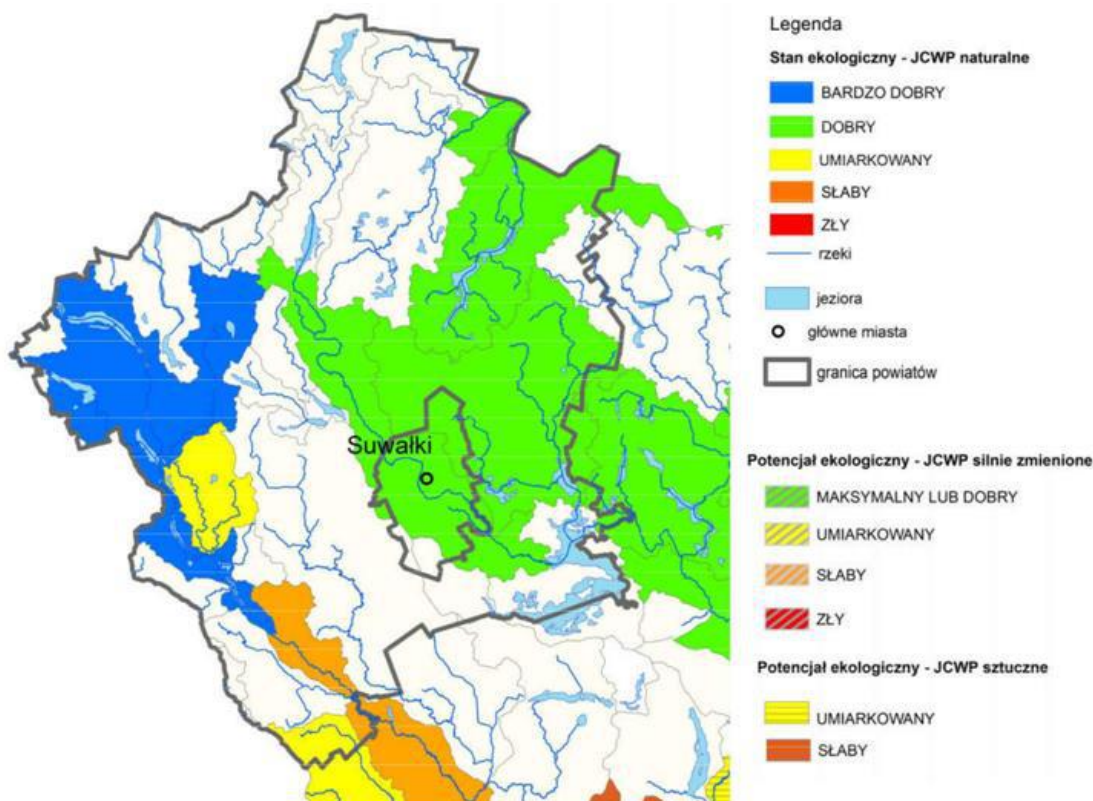 Legenda
Stan ekologiczny - JCWP naturalne
BARDZO DOBRY
DOBRY
UMIARKOWANY
SŁABY
ZŁY
rzeki
jeziora
główne miasta
granica powiatów
Suwałki
Potencjał ekologiczny - JCWP silnie zmienione
MAKSYMALNY LUB DOBRY
UMIARKOWANY
SŁABY
ZŁY
Potencjał ekologiczny - JCWP sztuczne
UMIARKOWANY
SŁABY